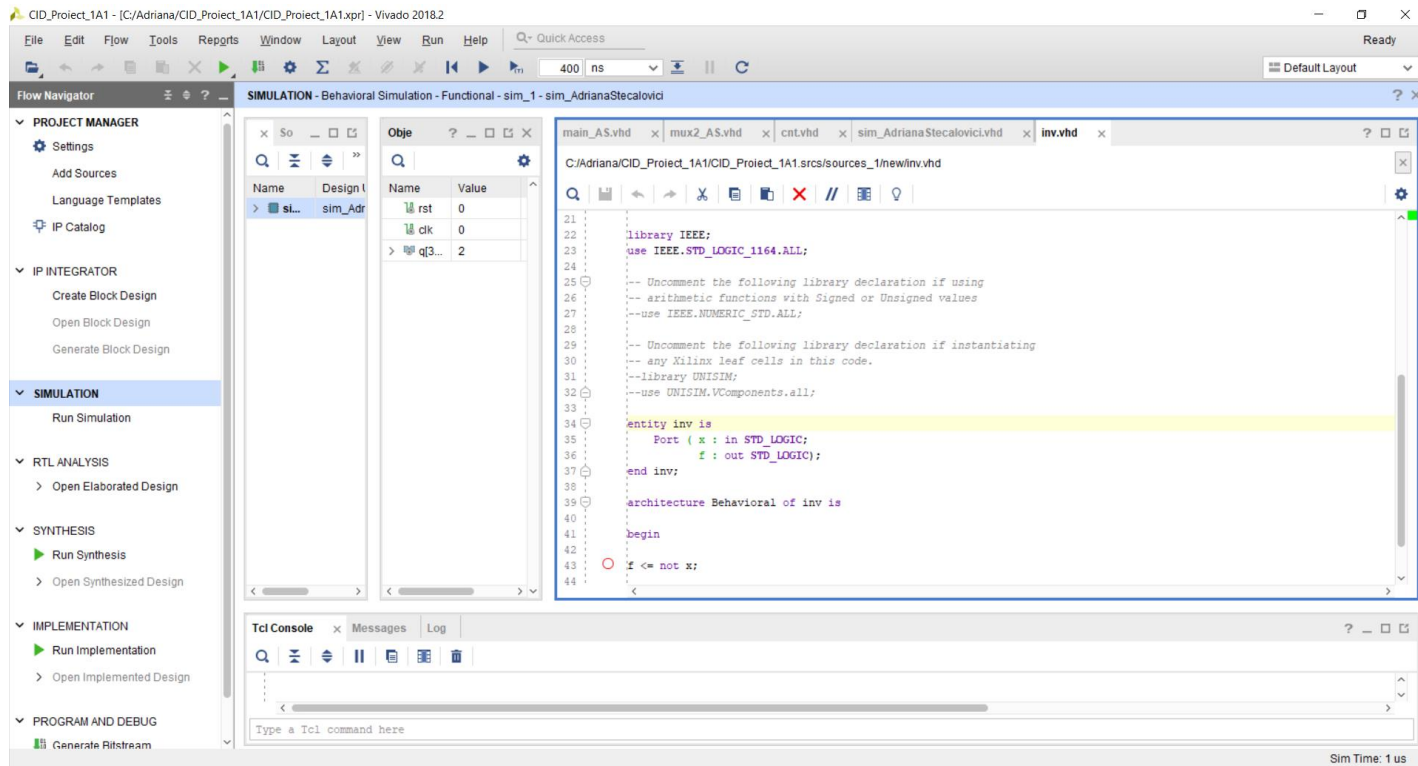 CID_Proiect_1A1 - [C:/Adriana/CID_Proiect_1A1/CID_Proiect_1A1.xpr] - Vivado 2018.2
File Edit Flow Tools Reports Window Layout View Run Help Quick Access Ready
400 ns Default Layout
Flow Navigator ? SIMULATION - Behavioral Simulation - Functional - sim_1 - sim_AdrianaStecalovici ?
PROJECT MANAGER
Settings
Add Sources
Language Templates
IP Catalog
IP INTEGRATOR
Create Block Design
Open Block Design
Generate Block Design
SIMULATION
Run Simulation
RTL ANALYSIS
Open Elaborated Design
SYNTHESIS
Run Synthesis
Open Synthesized Design
IMPLEMENTATION
Run Implementation
Open Implemented Design
PROGRAM AND DEBUG
Generate Bitstream
So
Name Design U
si... sim_Adr
Obje ?
Name Value
rst 0
clk 0
q[3... 2
main_AS.vhd mux2_AS.vhd cnt.vhd sim_AdrianaStecalovici.vhd inv.vhd ?
C:/Adriana/CID_Proiect_1A1/CID_Proiect_1A1.srcs/sources_1/new/inv.vhd
21
22 library IEEE;
23 use IEEE.STD_LOGIC_1164.ALL;
24
25 -- Uncomment the following library declaration if using
26 -- arithmetic functions with Signed or Unsigned values
27 --use IEEE.NUMERIC_STD.ALL;
28
29 -- Uncomment the following library declaration if instantiating
30 -- any Xilinx leaf cells in this code.
31 --library UNISIM;
32 --use UNISIM.VComponents.all;
33
34 entity inv is
35 Port ( x : in STD_LOGIC;
36 f : out STD_LOGIC);
37 end inv;
38
39 architecture Behavioral of inv is
40
41 begin
42
43 f <= not x;
44
Tcl Console Messages Log ?
Type a Tcl command here
Sim Time: 1 us